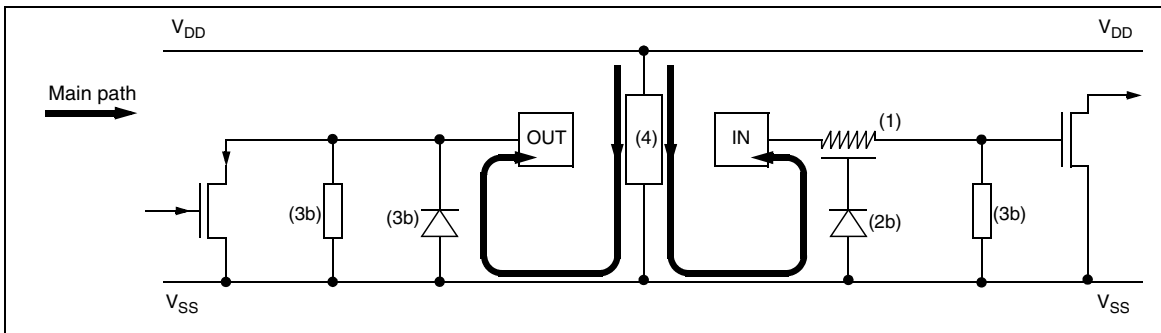 VDD
VDD
Main path
OUT
(4)
IN
(1)
(3b)
(3b)
(2b)
(3b)
VSS
VSS